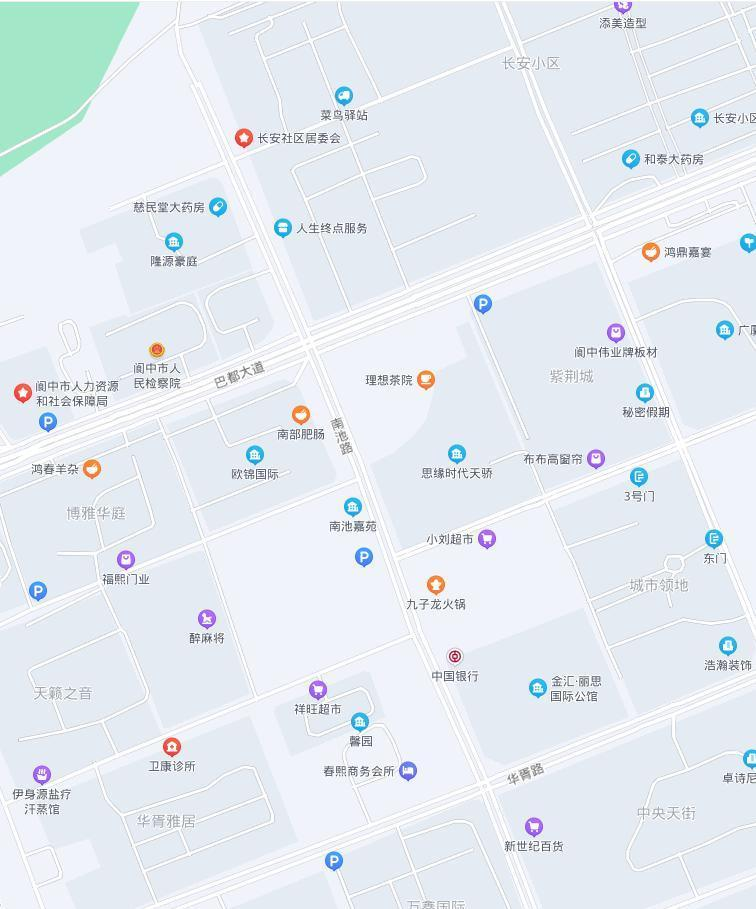 添美造型
长安小区
菜鸟驿站
长安小区
长安社区居委会
和泰大药房
慈民堂大药房
人生终点服务
隆源豪庭
鸿鼎嘉宴
P
阆中伟业牌板材
阆中市人
民检察院
巴都大道
理想茶院
紫荆城
阆中市人力资源
和社会保障局
秘密假期
P
南部肥肠
南池路
鸿春羊杂
欧锦国际
思缘时代天骄
布布高窗帘
3号门
博雅华庭
南池嘉苑
小刘超市
P
东门
福熙门业
城市领地
P
九子龙火锅
醉麻将
中国银行
浩瀚装饰
金汇·丽思
国际公馆
天籁之音
祥旺超市
馨园
卫康诊所
春熙商务会所
华胥路
伊身源盐疗
汗蒸馆
卓诗尼
华胥雅居
中央天街
新世纪百货
P